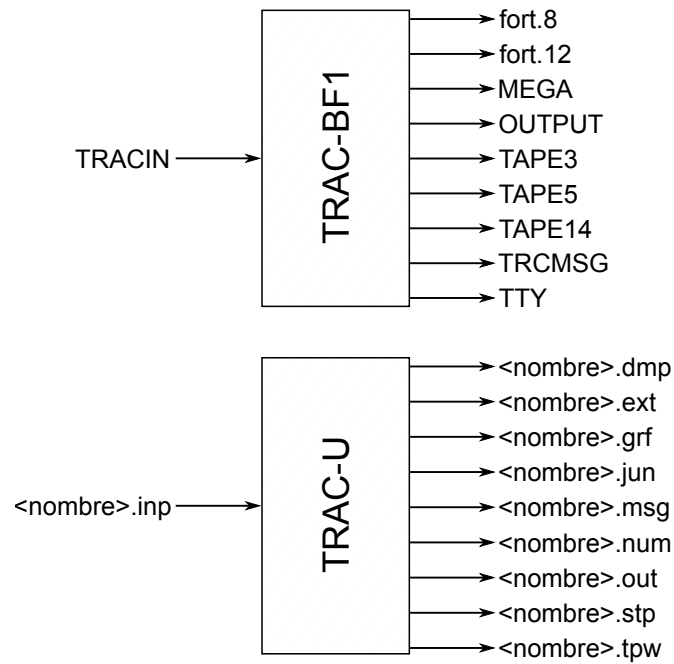 fort.8
fort.12
MEGA
OUTPUT
TRACIN
TRAC-BF1
TAPE3
TAPE5
TAPE14
TRCMSG
TTY
<nombre>.dmp
<nombre>.ext
<nombre>.grf
<nombre>.jun
<nombre>.inp
TRAC-U
<nombre>.msg
<nombre>.num
<nombre>.out
<nombre>.stp
<nombre>.tpw